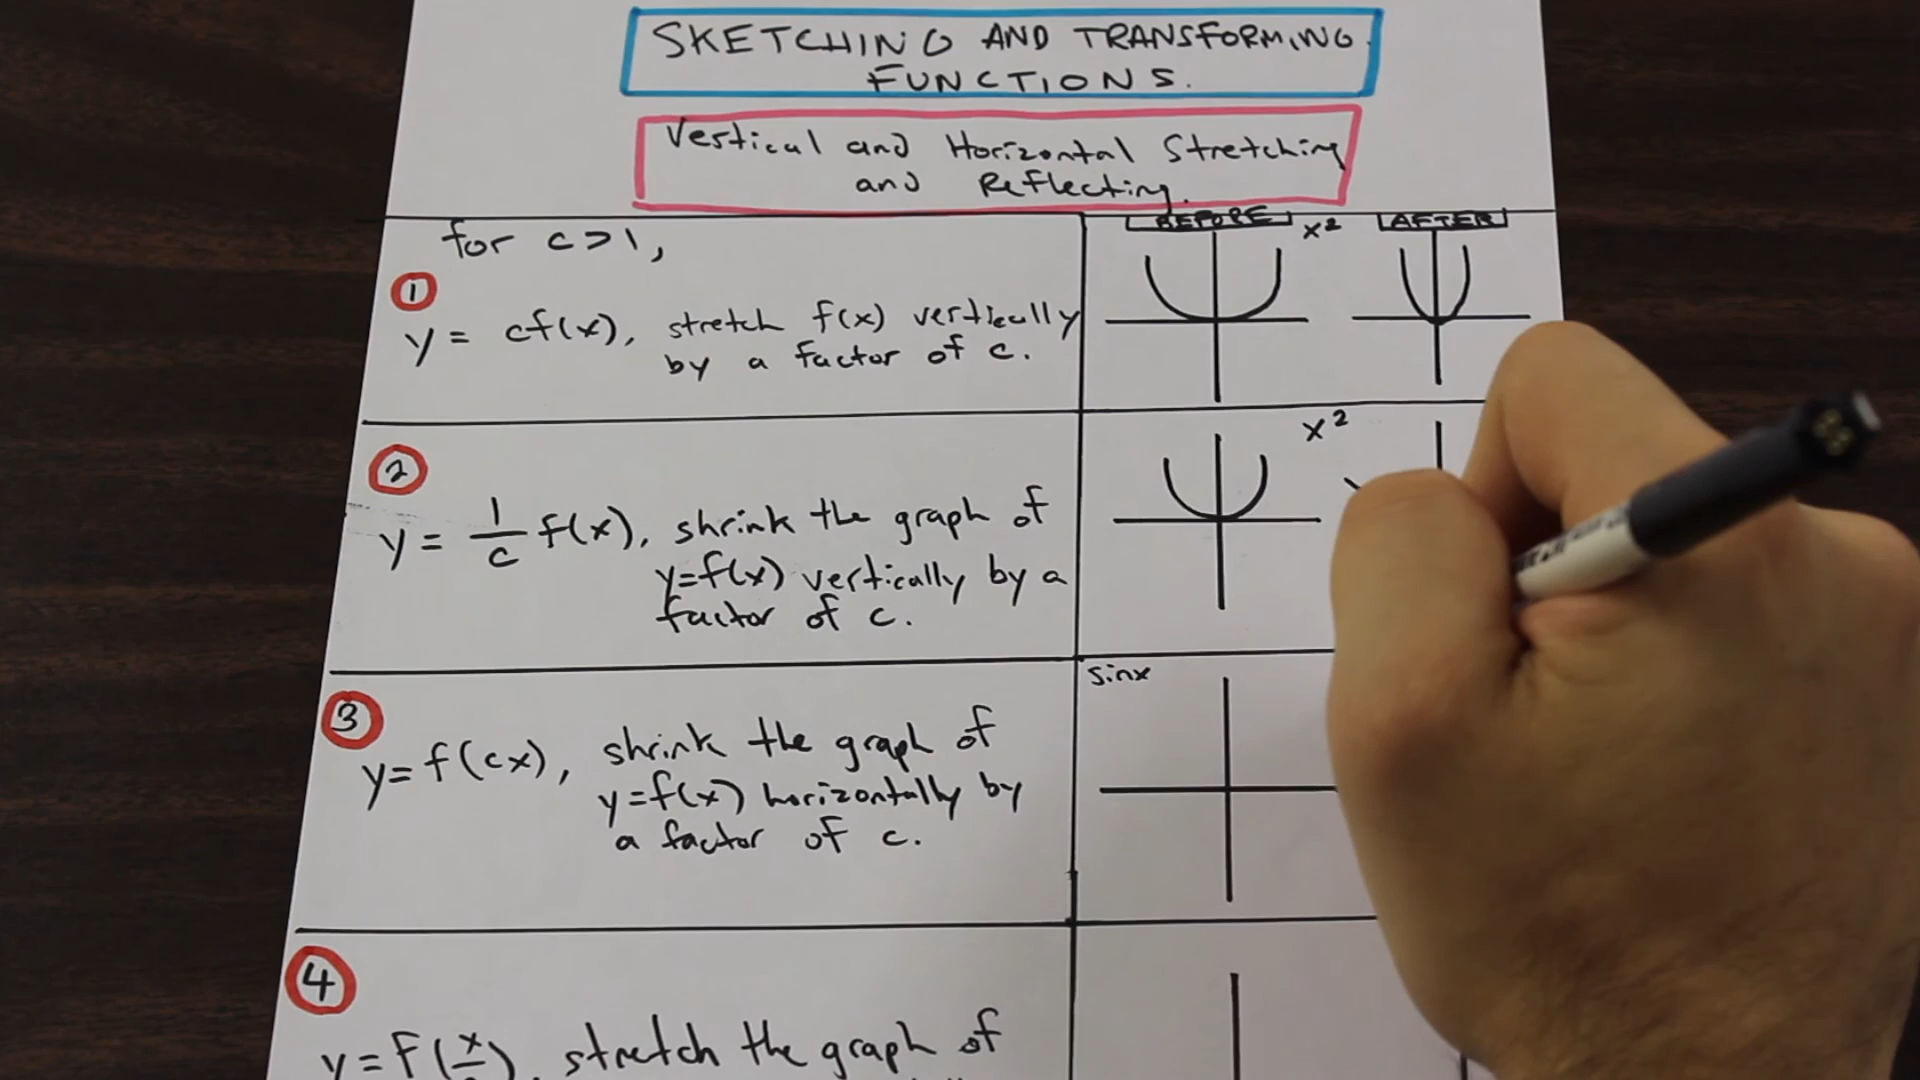 SKETCHING AND TRANSFORMING
FUNCTIONS.
Vertical and Horizontal Stretching
and Reflecting.
for c > 1,
BEFORE
x²
AFTER
1
y = cf(x), stretch f(x) vertically
by a factor of c.
x²
2
y = 1/c f(x), shrink the graph of
y=f(x) vertically by a
factor of c.
sinx
3
y=f(cx), shrink the graph of
y=f(x) horizontally by
a factor of c.
4
y=f(x/ ), stretch the graph of